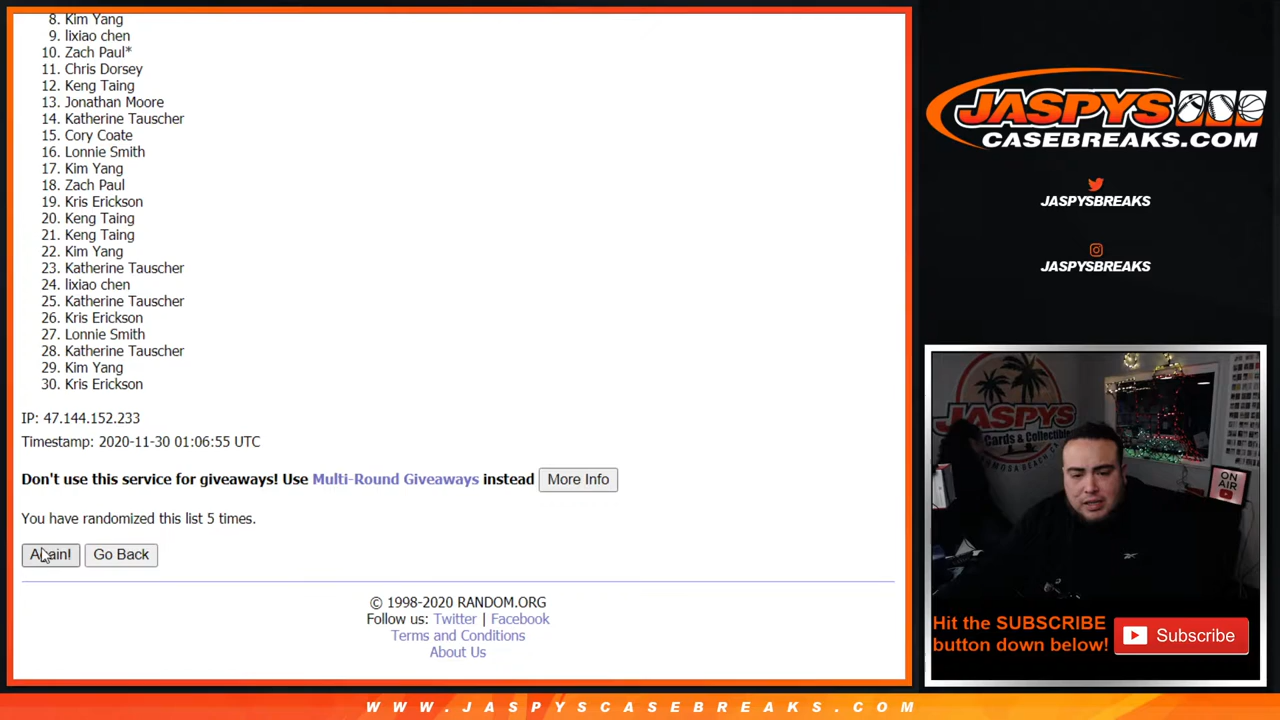 8. Kim Yang
9. lixiao chen
10. Zach Paul*
11. Chris Dorsey
12. Keng Taing
13. Jonathan Moore
14. Katherine Tauscher
15. Cory Coate
16. Lonnie Smith
17. Kim Yang
18. Zach Paul
19. Kris Erickson
20. Keng Taing
21. Keng Taing
22. Kim Yang
23. Katherine Tauscher
24. lixiao chen
25. Katherine Tauscher
26. Kris Erickson
27. Lonnie Smith
28. Katherine Tauscher
29. Kim Yang
30. Kris Erickson
IP: 47.144.152.233
Timestamp: 2020-11-30 01:06:55 UTC
Don't use this service for giveaways! Use Multi-Round Giveaways instead More Info
You have randomized this list 5 times.
Again! Go Back
© 1998-2020 RANDOM.ORG
Follow us: Twitter | Facebook
Terms and Conditions
About Us
JASPYS
CASEBREAKS.COM
JASPYSBREAKS
JASPYSBREAKS
JASPYS
Cards & Collectible
ON AIR
Hit the SUBSCRIBE
button down below!
Subscribe
WWW.JASPYSCASEBREAKS.COM